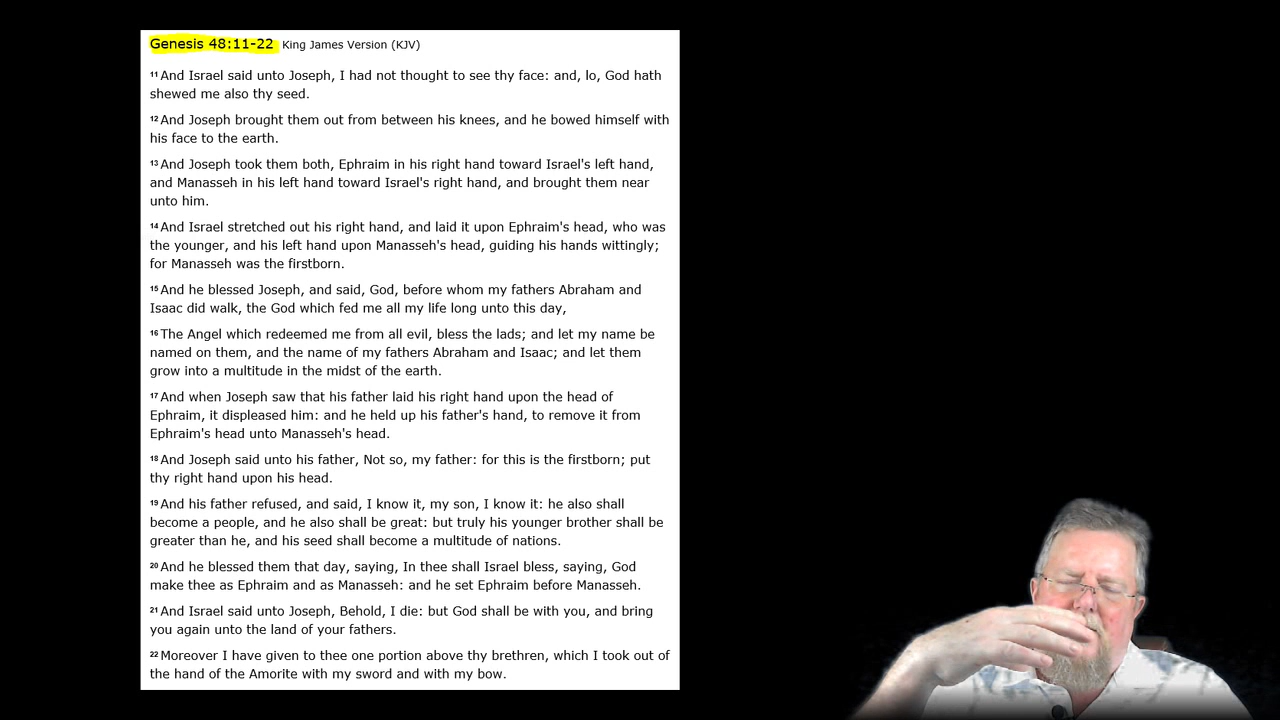 Genesis 48:11-22 King James Version (KJV)
11 And Israel said unto Joseph, I had not thought to see thy face: and, lo, God hath
shewed me also thy seed.
12 And Joseph brought them out from between his knees, and he bowed himself with
his face to the earth.
13 And Joseph took them both, Ephraim in his right hand toward Israel's left hand,
and Manasseh in his left hand toward Israel's right hand, and brought them near
unto him.
14 And Israel stretched out his right hand, and laid it upon Ephraim's head, who was
the younger, and his left hand upon Manasseh's head, guiding his hands wittingly;
for Manasseh was the firstborn.
15 And he blessed Joseph, and said, God, before whom my fathers Abraham and
Isaac did walk, the God which fed me all my life long unto this day,
16 The Angel which redeemed me from all evil, bless the lads; and let my name be
named on them, and the name of my fathers Abraham and Isaac; and let them
grow into a multitude in the midst of the earth.
17 And when Joseph saw that his father laid his right hand upon the head of
Ephraim, it displeased him: and he held up his father's hand, to remove it from
Ephraim's head unto Manasseh's head.
18 And Joseph said unto his father, Not so, my father: for this is the firstborn; put
thy right hand upon his head.
19 And his father refused, and said, I know it, my son, I know it: he also shall
become a people, and he also shall be great: but truly his younger brother shall be
greater than he, and his seed shall become a multitude of nations.
20 And he blessed them that day, saying, In thee shall Israel bless, saying, God
make thee as Ephraim and as Manasseh: and he set Ephraim before Manasseh.
21 And Israel said unto Joseph, Behold, I die: but God shall be with you, and bring
you again unto the land of your fathers.
22 Moreover I have given to thee one portion above thy brethren, which I took out of
the hand of the Amorite with my sword and with my bow.